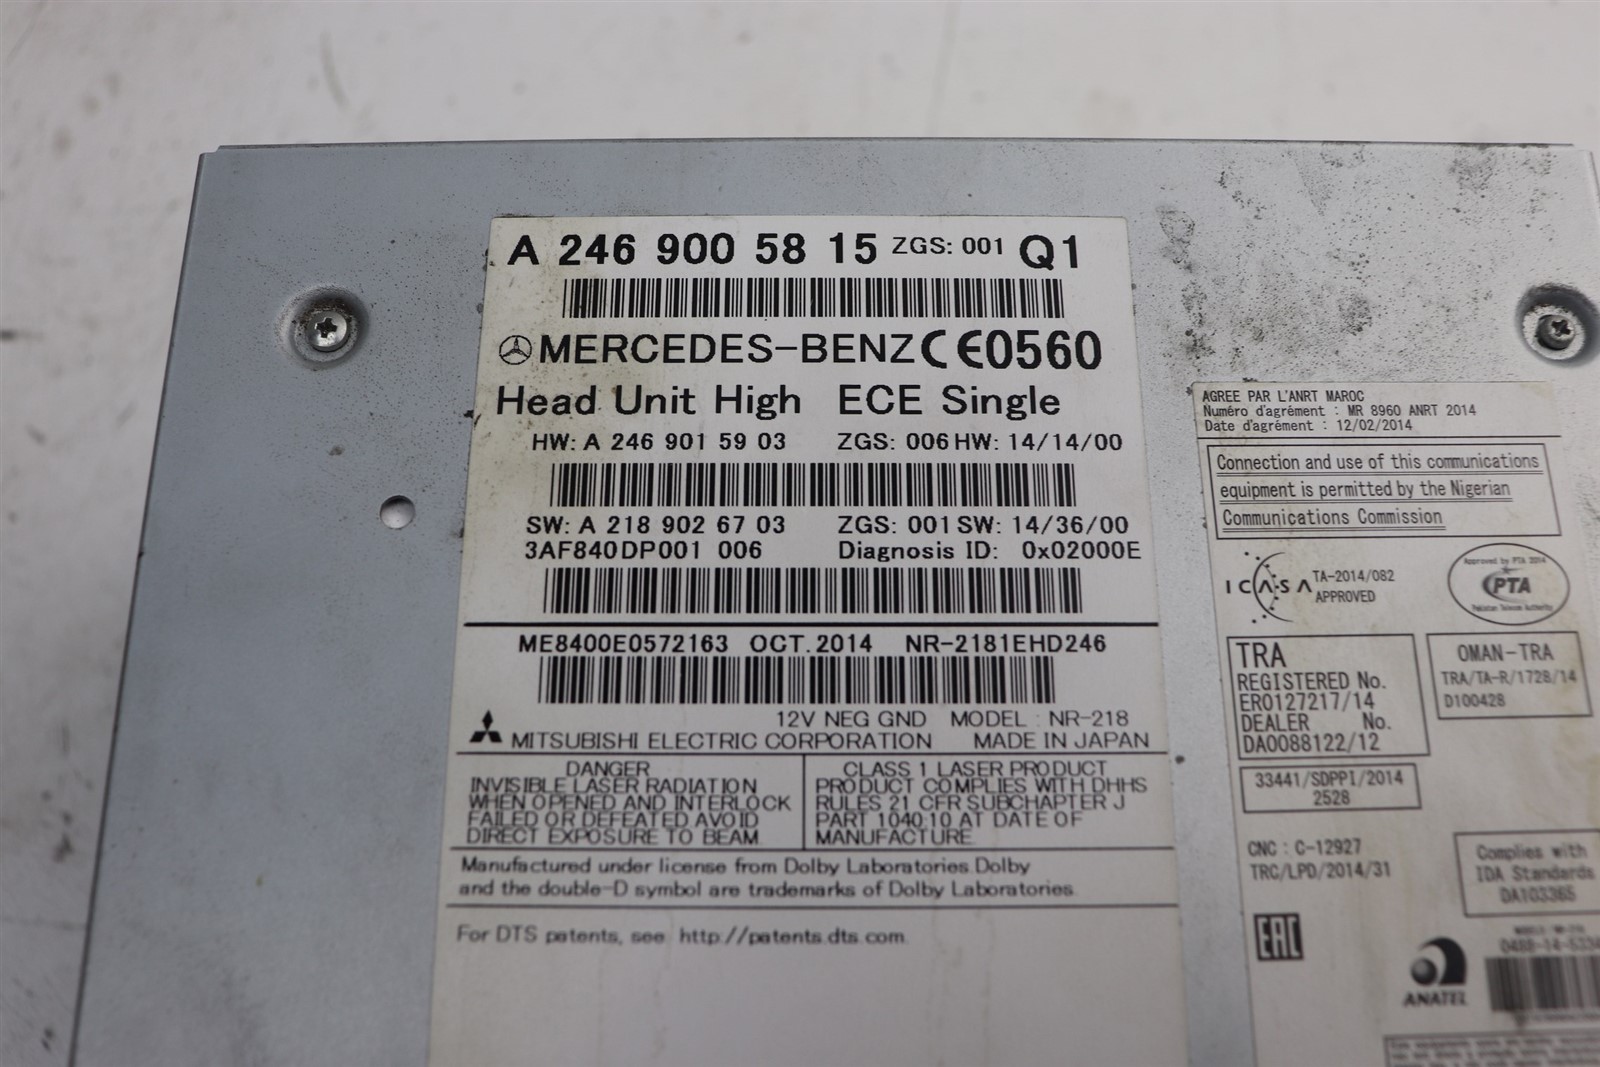 A 246 900 58 15 ZGS: 001 Q1
MERCEDES-BENZ CE0560
Head Unit High ECE Single
HW: A 246 901 59 03 ZGS: 006 HW: 14/14/00
SW: A 218 902 67 03 ZGS: 001 SW: 14/36/00
3AF840DP001 006 Diagnosis ID: 0x02000E
ME8400E0572163 OCT.2014 NR-2181EHD246
12V NEG GND MODEL : NR-218
MITSUBISHI ELECTRIC CORPORATION MADE IN JAPAN
DANGER
INVISIBLE LASER RADIATION
WHEN OPENED AND INTERLOCK
FAILED OR DEFEATED AVOID
DIRECT EXPOSURE TO BEAM
CLASS 1 LASER PRODUCT
PRODUCT COMPLIES WITH DHHS
RULES 21 CFR SUBCHAPTER J
PART 1040.10 AT DATE OF
MANUFACTURE
Manufactured under license from Dolby Laboratories.Dolby
and the double-D symbol are trademarks of Dolby Laboratories
For DTS patents, see http://patents.dts.com.
AGREE PAR L'ANRT MAROC
Numéro d'agrément : MR 8960 ANRT 2014
Date d'agrément : 12/02/2014
Connection and use of this communications
equipment is permitted by the Nigerian
Communications Commission
ICASA TA-2014/082
APPROVED
Approved by PTA 2014
PTA
Pakistan Telecom Authority
TRA
REGISTERED No.
ER0127217/14
DEALER No.
DA0088122/12
OMAN-TRA
TRA/TA-R/1728/14
D100428
33441/SDPPI/2014
2528
CNC : C-12927
TRC/LPD/2014/31
Complies with
IDA Standards
DA103365
EAC
ANATEL